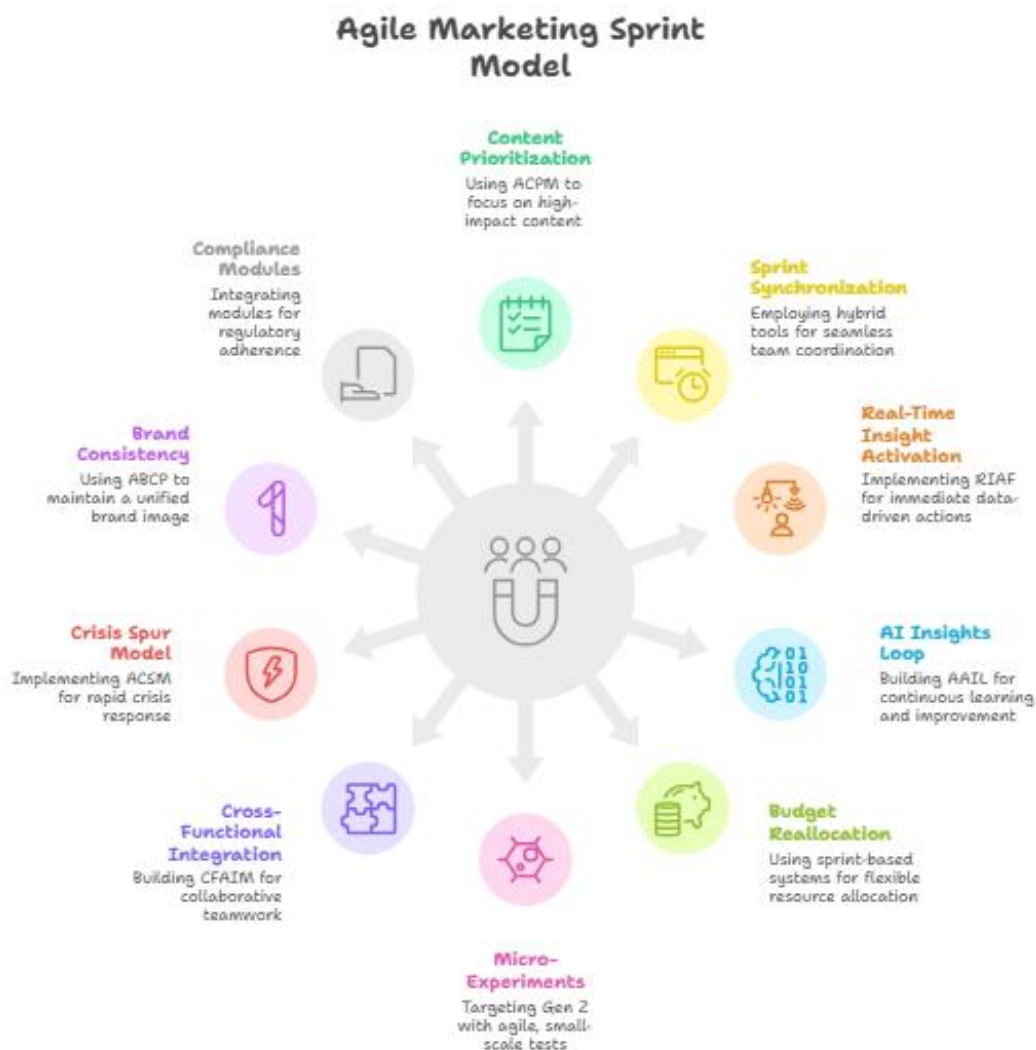 Agile Marketing Sprint
Model
Content
Prioritization
Using ACPM to
focus on high-
impact content
Compliance
Modules
Integrating
modules for
regulatory
adherence
Sprint
Synchronization
Employing hybrid
tools for seamless
team coordination
Real-Time
Insight
Activation
Implementing RIAF
for immediate data-
driven actions
Brand
Consistency
Using ABCP to
maintain a unified
brand image
1
Crisis Spur
Model
Implementing ACSM
for rapid crisis
response
AI Insights
Loop
Building AAIL for
continuous learning
and improvement
01
10
01
01
Cross-
Functional
Integration
Building CFAIM for
collaborative
teamwork
Budget
Reallocation
Using sprint-based
systems for flexible
resource allocation
Micro-
Experiments
Targeting Gen Z
with agile, small-
scale tests